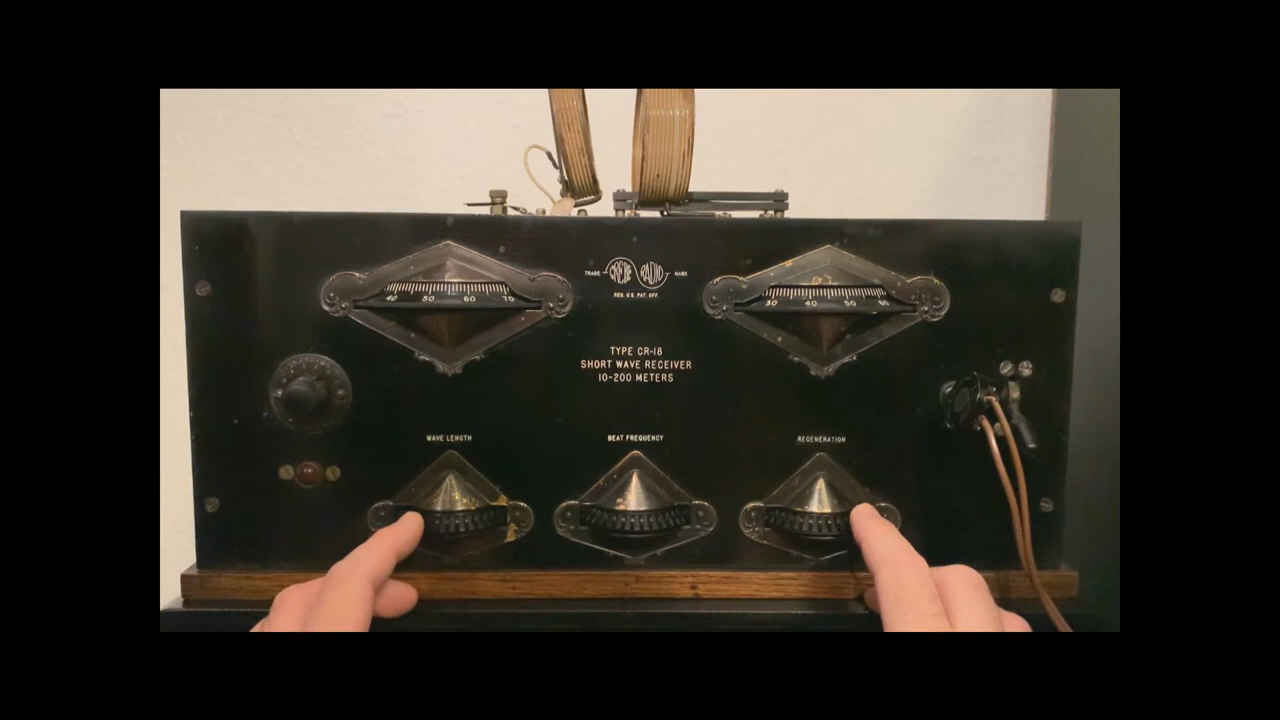 TRADE CREBE RADIO MARK
REG. U.S. PAT. OFF.
40 50 60 70
30 40 50 60
TYPE CR-18
SHORT WAVE RECEIVER
10-200 METERS
WAVE LENGTH
BEAT FREQUENCY
REGENERATION